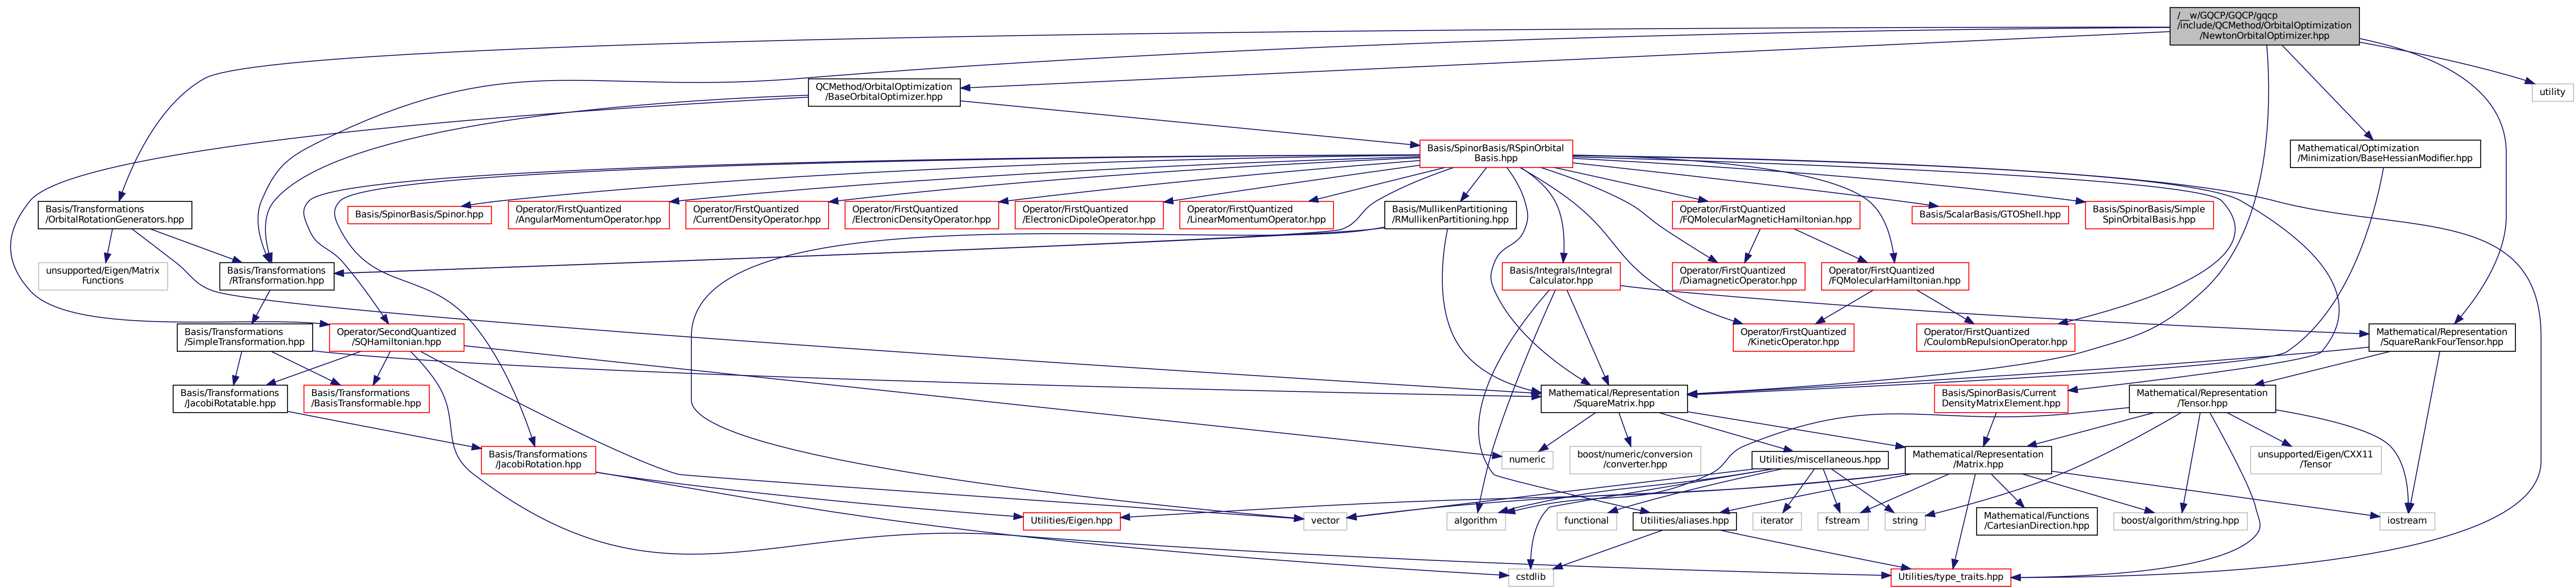 /__w/GQCP/GQCP/gqcp
/include/QCMethod/OrbitalOptimization
/NewtonOrbitalOptimizer.hpp
QCMethod/OrbitalOptimization
/BaseOrbitalOptimizer.hpp
utility
Basis/SpinorBasis/RSpinOrbital
Basis.hpp
Mathematical/Optimization
/Minimization/BaseHessianModifier.hpp
Basis/Transformations
/OrbitalRotationGenerators.hpp
Basis/SpinorBasis/Spinor.hpp
Operator/FirstQuantized
/AngularMomentumOperator.hpp
Operator/FirstQuantized
/CurrentDensityOperator.hpp
Operator/FirstQuantized
/ElectronicDensityOperator.hpp
Operator/FirstQuantized
/ElectronicDipoleOperator.hpp
Operator/FirstQuantized
/LinearMomentumOperator.hpp
Basis/MullikenPartitioning
/RMullikenPartitioning.hpp
Operator/FirstQuantized
/FQMolecularMagneticHamiltonian.hpp
Basis/ScalarBasis/GTOShell.hpp
Basis/SpinorBasis/Simple
SpinOrbitalBasis.hpp
unsupported/Eigen/Matrix
Functions
Basis/Transformations
/RTransformation.hpp
Basis/Integrals/Integral
Calculator.hpp
Operator/FirstQuantized
/DiamagneticOperator.hpp
Operator/FirstQuantized
/FQMolecularHamiltonian.hpp
Basis/Transformations
/SimpleTransformation.hpp
Operator/SecondQuantized
/SQHamiltonian.hpp
Operator/FirstQuantized
/KineticOperator.hpp
Operator/FirstQuantized
/CoulombRepulsionOperator.hpp
Mathematical/Representation
/SquareRankFourTensor.hpp
Basis/Transformations
/JacobiRotatable.hpp
Basis/Transformations
/BasisTransformable.hpp
Mathematical/Representation
/SquareMatrix.hpp
Basis/SpinorBasis/Current
DensityMatrixElement.hpp
Mathematical/Representation
/Tensor.hpp
Basis/Transformations
/JacobiRotation.hpp
numeric
boost/numeric/conversion
/converter.hpp
Utilities/miscellaneous.hpp
Mathematical/Representation
/Matrix.hpp
unsupported/Eigen/CXX11
/Tensor
Utilities/Eigen.hpp
vector
algorithm
functional
Utilities/aliases.hpp
iterator
fstream
string
Mathematical/Functions
/CartesianDirection.hpp
boost/algorithm/string.hpp
iostream
cstdlib
Utilities/type_traits.hpp